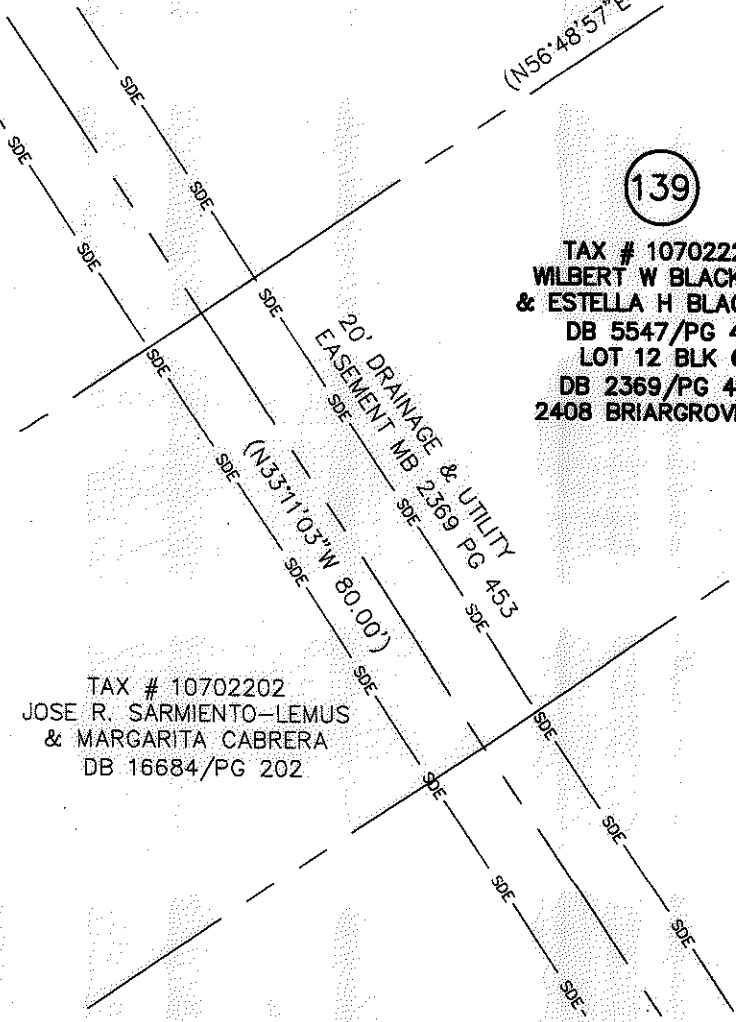 (N56°48'57"E
SDE
SDE
SDE
SDE
139
TAX # 1070222
WILBERT W BLACK
& ESTELLA H BLAC
DB 5547/PG 4
LOT 12 BLK
DB 2369/PG 4
2408 BRIARGROVE
SDE
SDE
20' DRAINAGE & UTILITY
EASEMENT MB 2369 PG 453
SDE
SDE
(N33°11'03"W 80.00')
SDE
SDE
SDE
SDE
TAX # 10702202
JOSE R. SARMIENTO-LEMUS
& MARGARITA CABRERA
DB 16684/PG 202
SDE
SDE
SDE
SDE
SDE
SDE